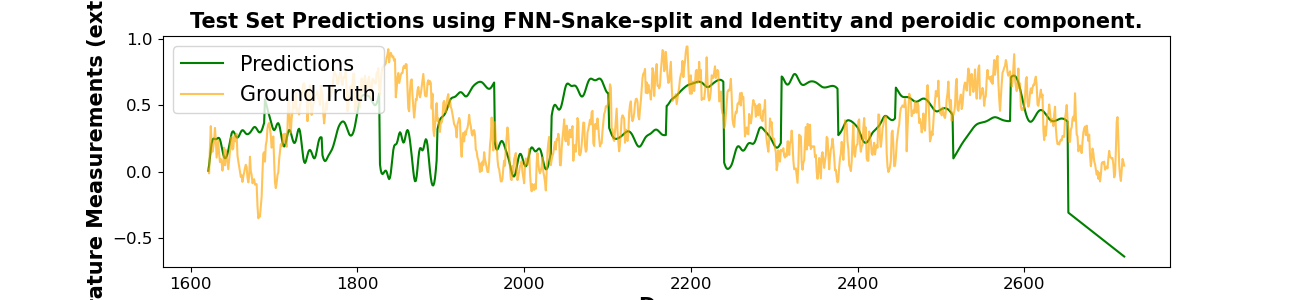 Test Set Predictions using FNN-Snake-split and Identity and peroidic component.
Predictions
Ground Truth
1.0
0.5
0.0
−0.5
1600
1800
2000
2200
2400
2600
Measurements